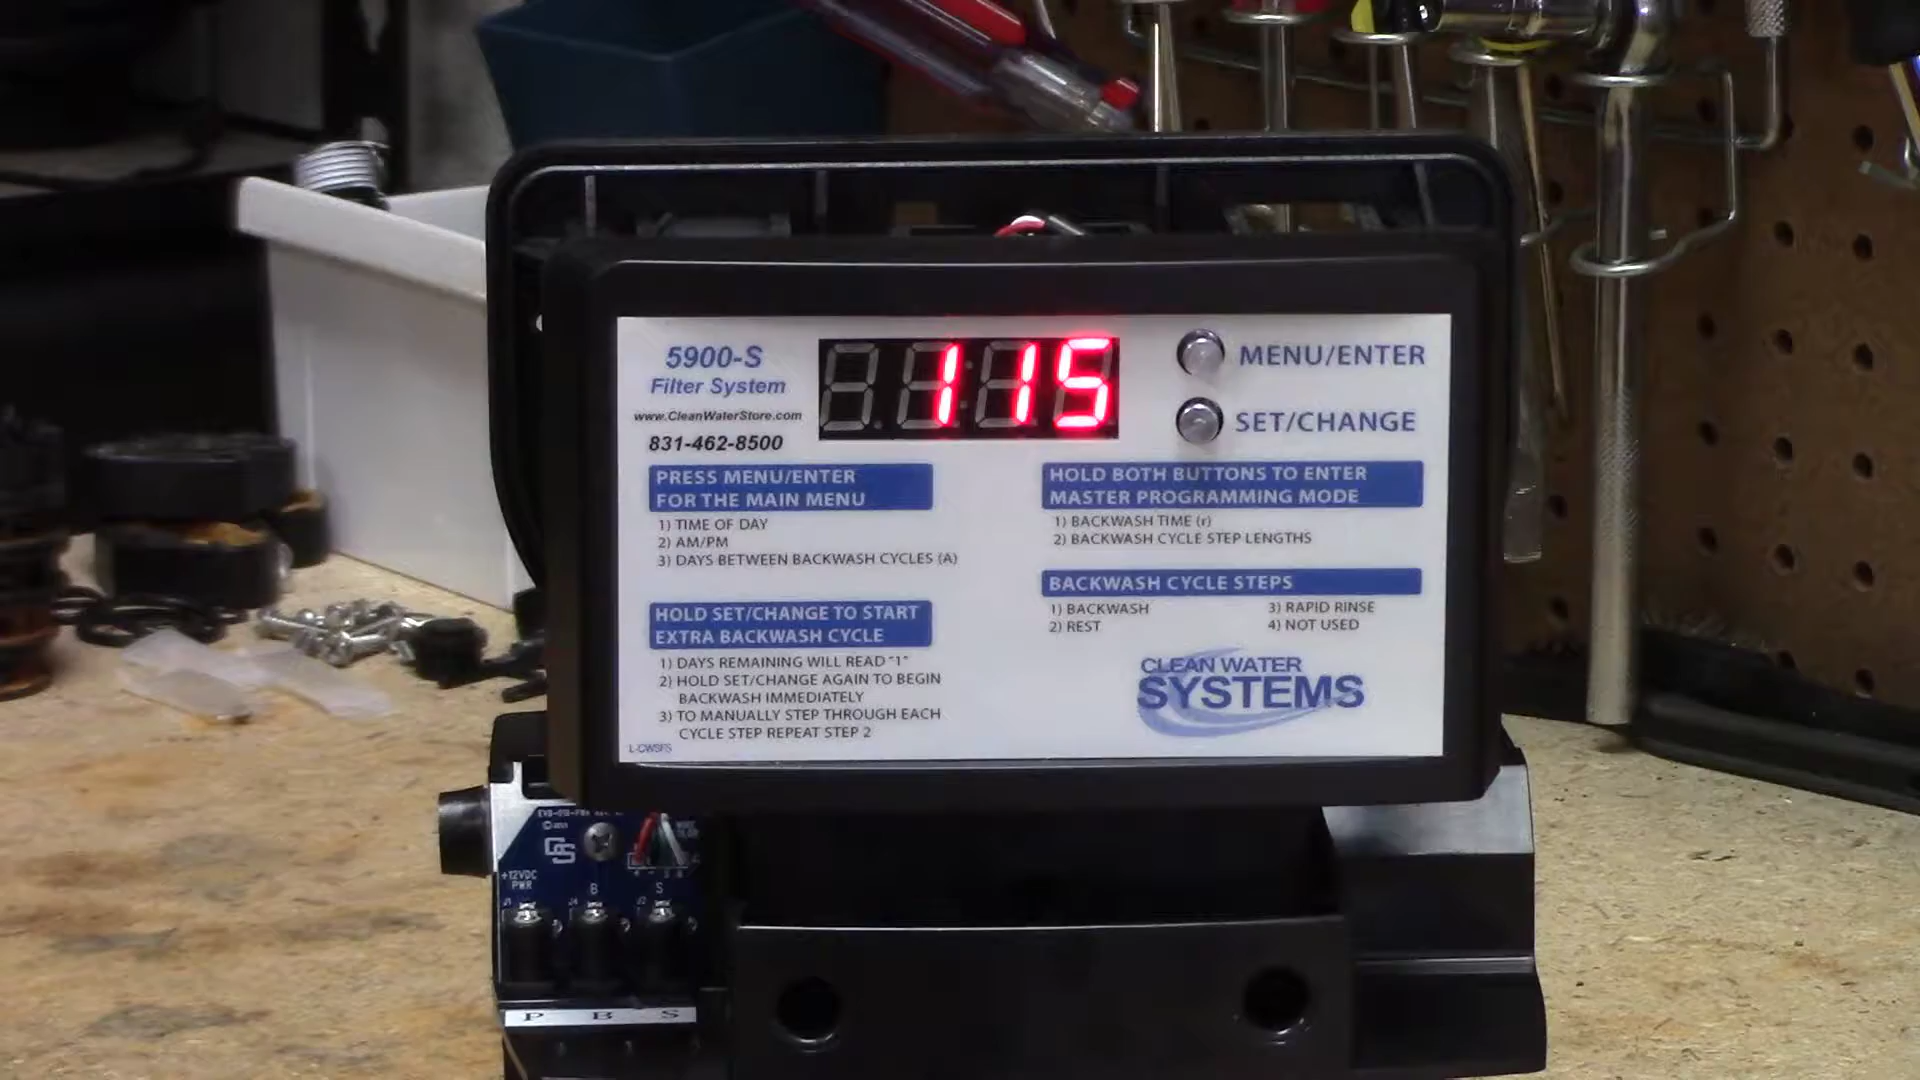 5900-S
Filter System
www.CleanWaterStore.com
831-462-8500
115
MENU/ENTER
SET/CHANGE
PRESS MENU/ENTER
FOR THE MAIN MENU
1) TIME OF DAY
2) AM/PM
3) DAYS BETWEEN BACKWASH CYCLES (A)
HOLD SET/CHANGE TO START
EXTRA BACKWASH CYCLE
1) DAYS REMAINING WILL READ "1"
2) HOLD SET/CHANGE AGAIN TO BEGIN
BACKWASH IMMEDIATELY
3) TO MANUALLY STEP THROUGH EACH
CYCLE STEP REPEAT STEP 2
L-CWSFS
HOLD BOTH BUTTONS TO ENTER
MASTER PROGRAMMING MODE
1) BACKWASH TIME (r)
2) BACKWASH CYCLE STEP LENGTHS
BACKWASH CYCLE STEPS
1) BACKWASH
2) REST
3) RAPID RINSE
4) NOT USED
CLEAN WATER
SYSTEMS
+12VDC
PWR
B
S
P B S